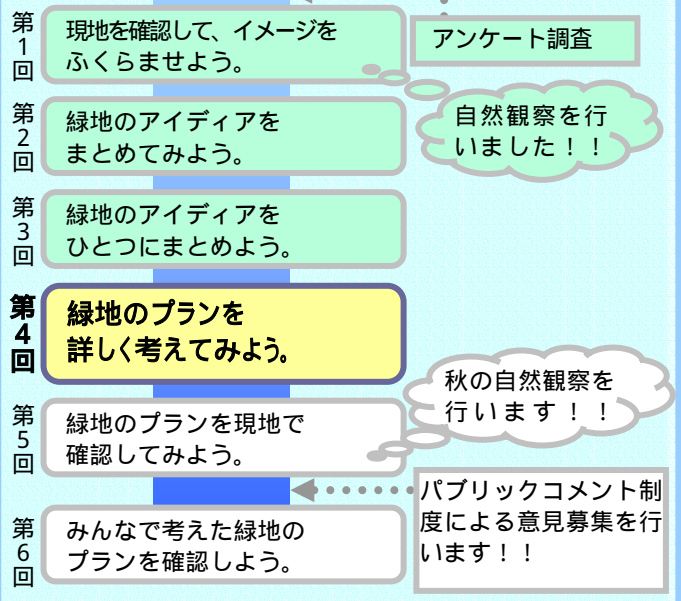 第1回
現地を確認して、イメージを
ふくらませよう。
アンケート調査
自然観察を行
いました！！
第2回
緑地のアイディアを
まとめてみよう。
第3回
緑地のアイディアを
ひとつにまとめよう。
第4回
緑地のプランを
詳しく考えてみよう。
秋の自然観察を
行います！！
第5回
緑地のプランを現地で
確認してみよう。
パブリックコメント制
度による意見募集を行
います！！
第6回
みんなで考えた緑地の
プランを確認しよう。